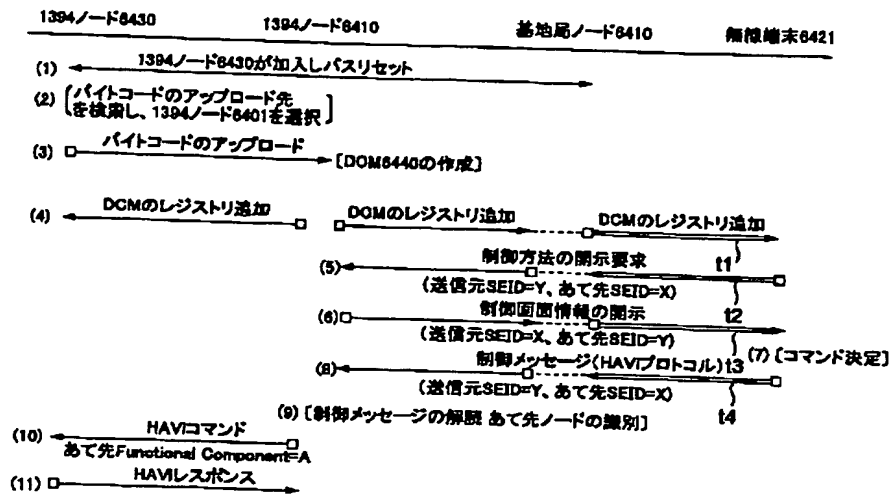 1394ノード6430 1394ノード6410 基地局ノード6410 無線端末6421
(1) 1394ノード6430が加入しバスリセット
(2) [バイトコードのアップロード先
を検索し、1394ノード6401を選択]
(3) バイトコードのアップロード [DOM6440の作成]
(4) DCMのレジストリ追加 DCMのレジストリ追加 DCMのレジストリ追加
t1
(5) 制御方法の開示要求
(送信元SEID=Y、あて先SEID=X) t2
(6) 制御画面情報の開示
(送信元SEID=X、あて先SEID=Y)
t3 (7) [コマンド決定]
(8) 制御メッセージ(HAVIプロトコル)
(送信元SEID=Y、あて先SEID=X) t4
(9) [制御メッセージの解読 あて先ノードの識別]
(10) HAVIコマンド
あて先Functional Component=A
(11) HAVIレスポンス